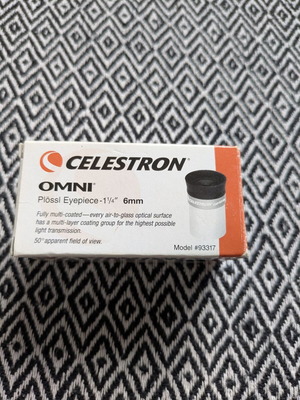 CELESTRON®
OMNI®
Plössl Eyepiece - 1¼" 6mm
Fully multi-coated — every air-to-glass optical surface
has a multi-layer coating group for the highest possible
light transmission.
50° apparent field of view.
Model #93317